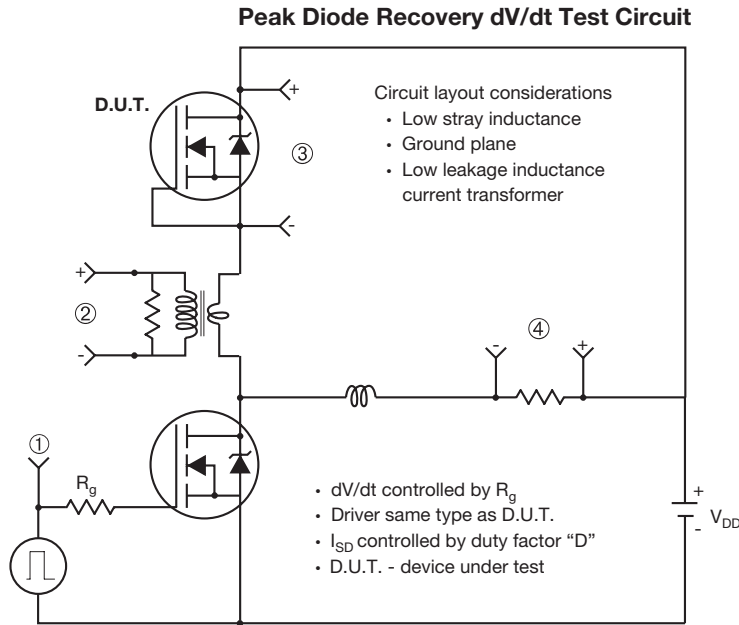 Peak Diode Recovery dV/dt Test Circuit
D.U.T.
+
Circuit layout considerations
• Low stray inductance
• Ground plane
• Low leakage inductance
current transformer
③
-
+
②
-
-
④
+
①
Rg
• dV/dt controlled by Rg
• Driver same type as D.U.T.
• ISD controlled by duty factor “D”
• D.U.T. - device under test
+
VDD
-